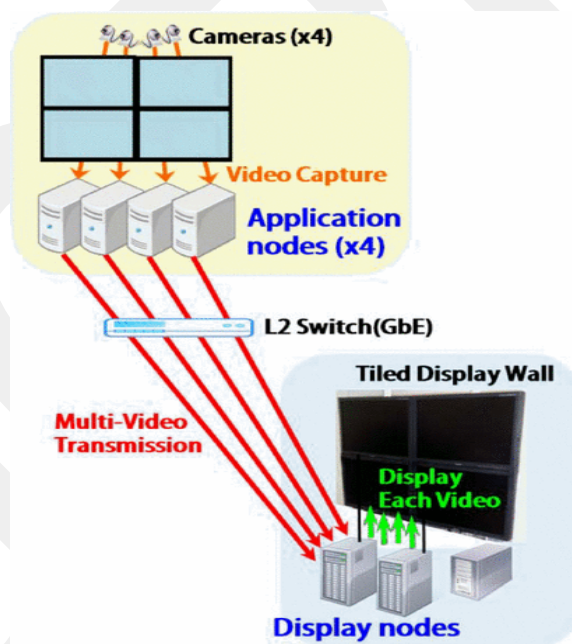 Cameras (x4)
Video Capture
Application
nodes (x4)
L2 Switch(GbE)
Tiled Display Wall
Multi-Video
Transmission
Display
Each Video
Display nodes